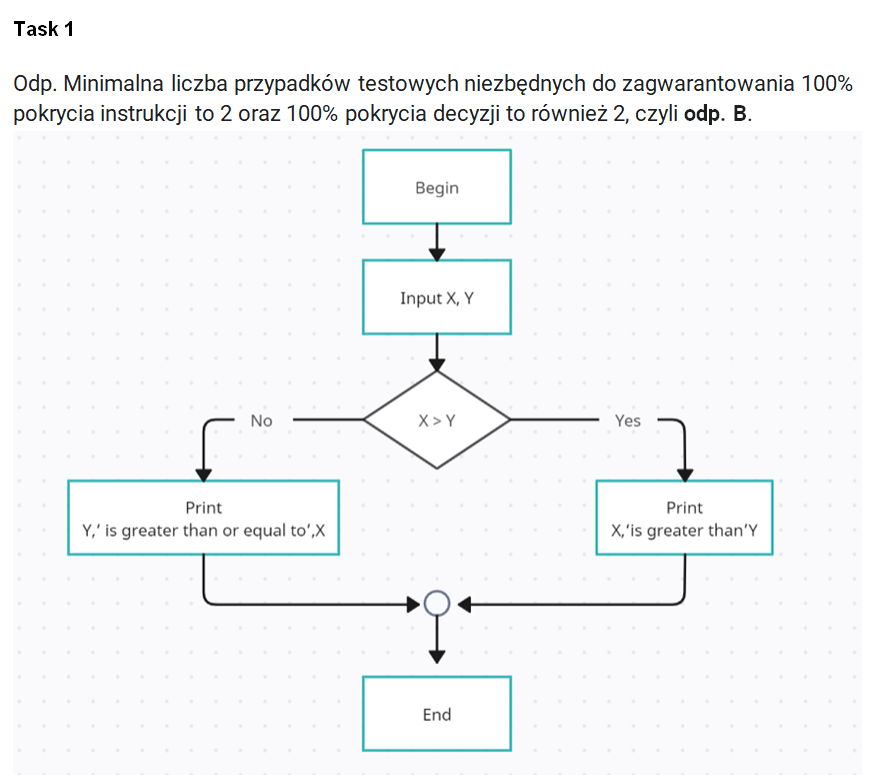 Task 1
Odp. Minimalna liczba przypadków testowych niezbędnych do zagwarantowania 100%
pokrycia instrukcji to 2 oraz 100% pokrycia decyzji to również 2, czyli odp. B.
Begin
Input X, Y
No
X > Y
Yes
Print
Y,’ is greater than or equal to’,X
Print
X,‘is greater than’Y
End